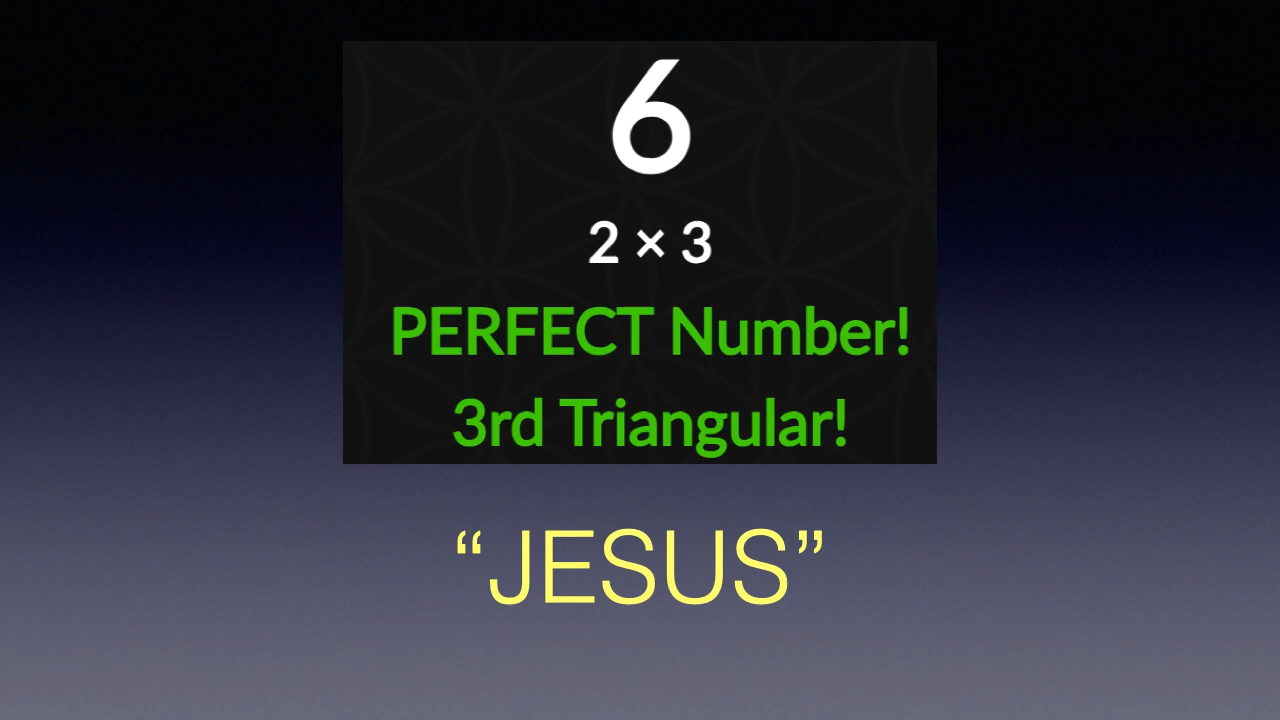 6
2 × 3
PERFECT Number!
3rd Triangular!
“JESUS”